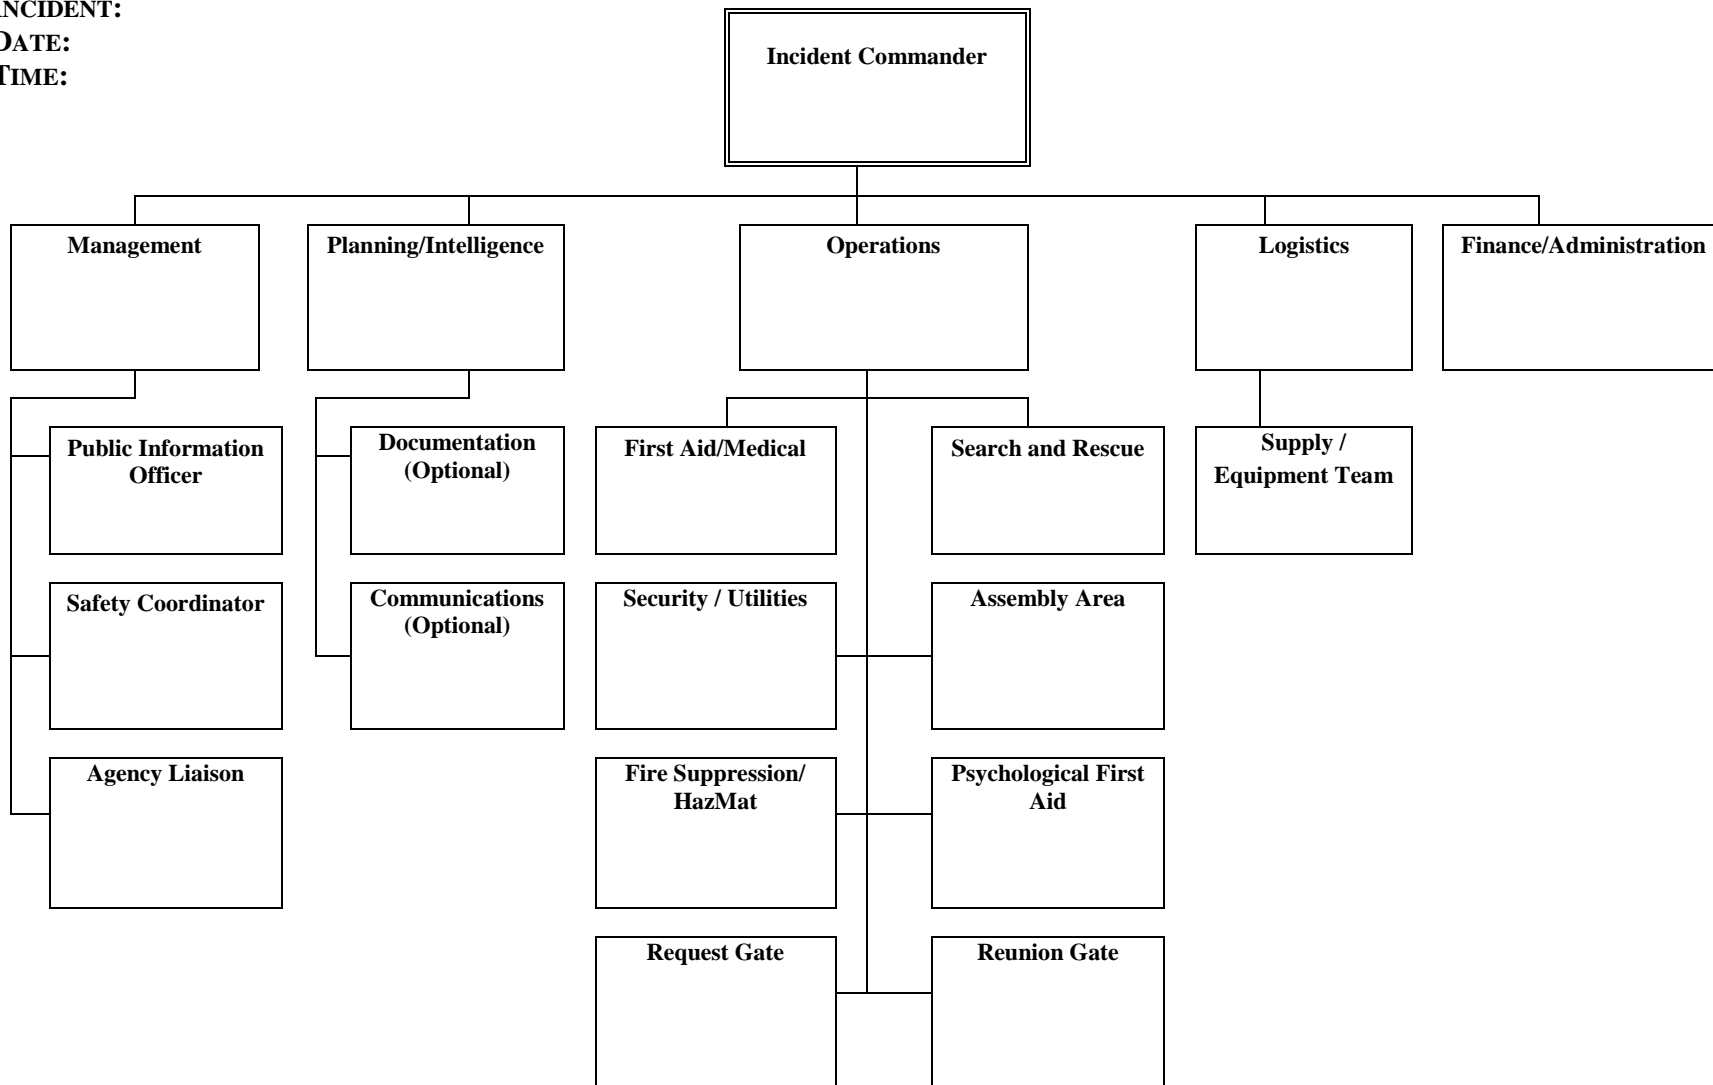 INCIDENT:
DATE:
TIME:
Incident Commander
Management
Planning/Intelligence
Operations
Logistics
Finance/Administration
Public Information
Officer
Documentation
(Optional)
First Aid/Medical
Search and Rescue
Supply /
Equipment Team
Safety Coordinator
Communications
(Optional)
Security / Utilities
Assembly Area
Agency Liaison
Fire Suppression/
HazMat
Psychological First
Aid
Request Gate
Reunion Gate